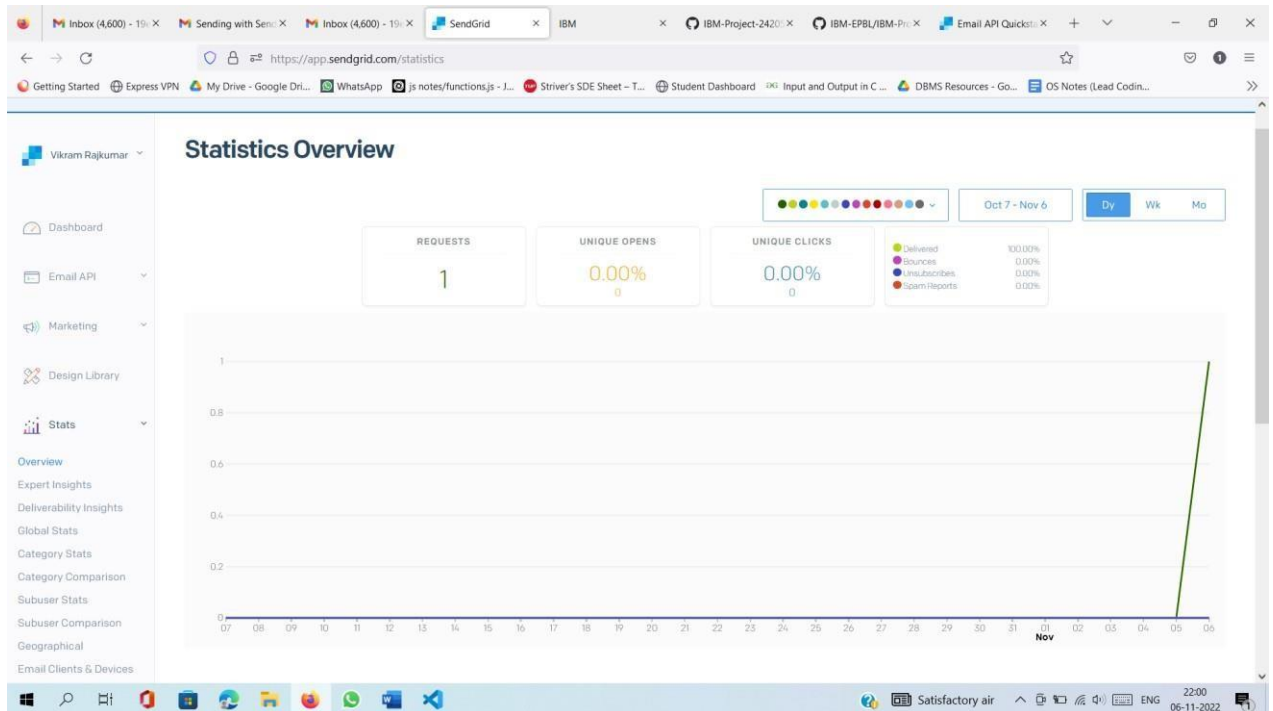 Inbox (4,600) - 19
Sending with Send
Inbox (4,600) - 19
SendGrid
IBM
IBM-Project-2420
IBM-EPBL/IBM-Pro
Email API Quicksta
https://app.sendgrid.com/statistics
1
Getting Started
Express VPN
My Drive - Google Dri...
WhatsApp
js notes/functions.js - J...
Striver's SDE Sheet – T...
Student Dashboard
Input and Output in C ...
DBMS Resources - Go...
OS Notes (Lead Codin...
Vikram Rajkumar
Statistics Overview
Oct 7 - Nov 6
Dy Wk Mo
Dashboard
Email API
Marketing
Design Library
Stats
Overview
Expert Insights
Deliverability Insights
Global Stats
Category Stats
Category Comparison
Subuser Stats
Subuser Comparison
Geographical
Email Clients & Devices
REQUESTS
1
UNIQUE OPENS
0.00%
0
UNIQUE CLICKS
0.00%
0
Delivered 100.00%
Bounces 0.00%
Unsubscribes 0.00%
Spam Reports 0.00%
1
0.8
0.6
0.4
0.2
0
07 08 09 10 11 12 13 14 15 16 17 18 19 20 21 22 23 24 25 26 27 28 29 30 31 01 02 03 04 05 06
Nov
Satisfactory air
ENG
22:00
06-11-2022